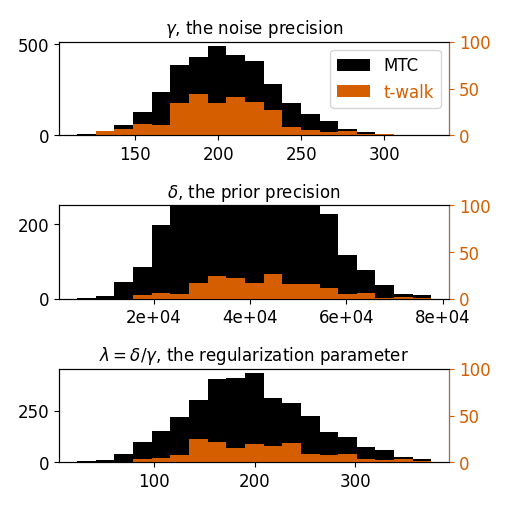 γ, the noise precision
500
0
100
50
0
MTC
t-walk
150 200 250 300
δ, the prior precision
200
0
100
50
0
2e+04 4e+04 6e+04 8e+04
λ = δ/γ, the regularization parameter
250
0
100
50
0
100 200 300